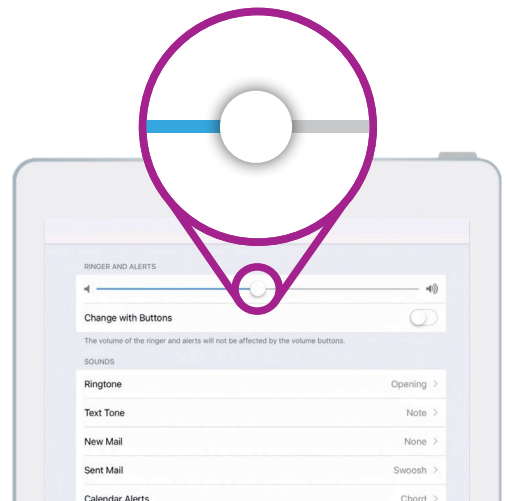 RINGER AND ALERTS
Change with Buttons
The volume of the ringer and alerts will not be affected by the volume buttons.
SOUNDS
Ringtone Opening
Text Tone Note
New Mail None
Sent Mail Swoosh
Calendar Alerts Chord